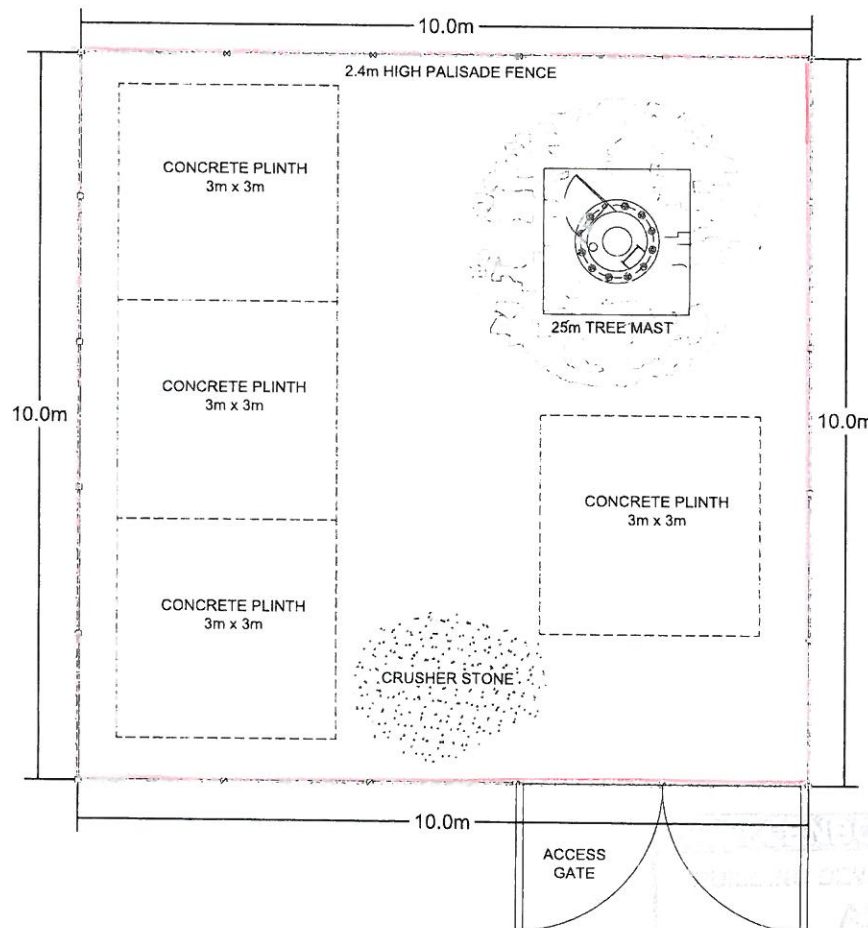 10.0m
2.4m HIGH PALISADE FENCE
CONCRETE PLINTH
3m x 3m
25m TREE MAST
CONCRETE PLINTH
3m x 3m
10.0m
10.0m
CONCRETE PLINTH
3m x 3m
CONCRETE PLINTH
3m x 3m
CRUSHER STONE
10.0m
ACCESS
GATE